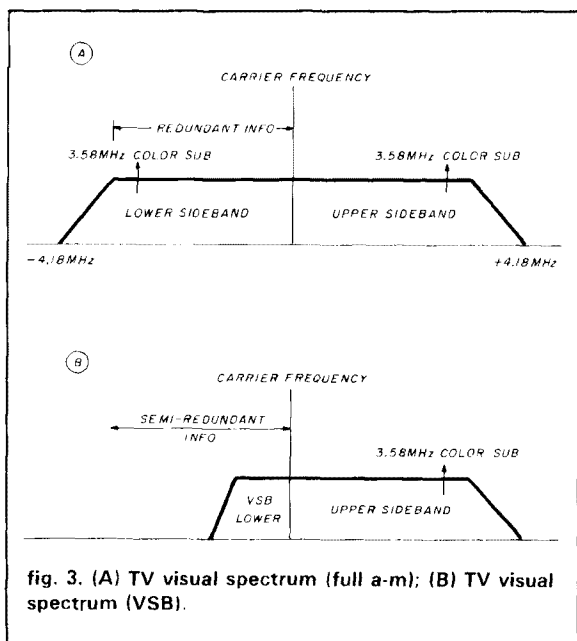 A
CARRIER FREQUENCY
REDUNDANT INFO
3.58MHz COLOR SUB
3.58MHz COLOR SUB
LOWER SIDEBAND
UPPER SIDEBAND
-4.18MHz
+4.18MHz
B
CARRIER FREQUENCY
SEMI-REDUNDANT
INFO
3.58MHz COLOR SUB
VSB
LOWER
UPPER SIDEBAND
fig. 3. (A) TV visual spectrum (full a-m); (B) TV visual
spectrum (VSB).